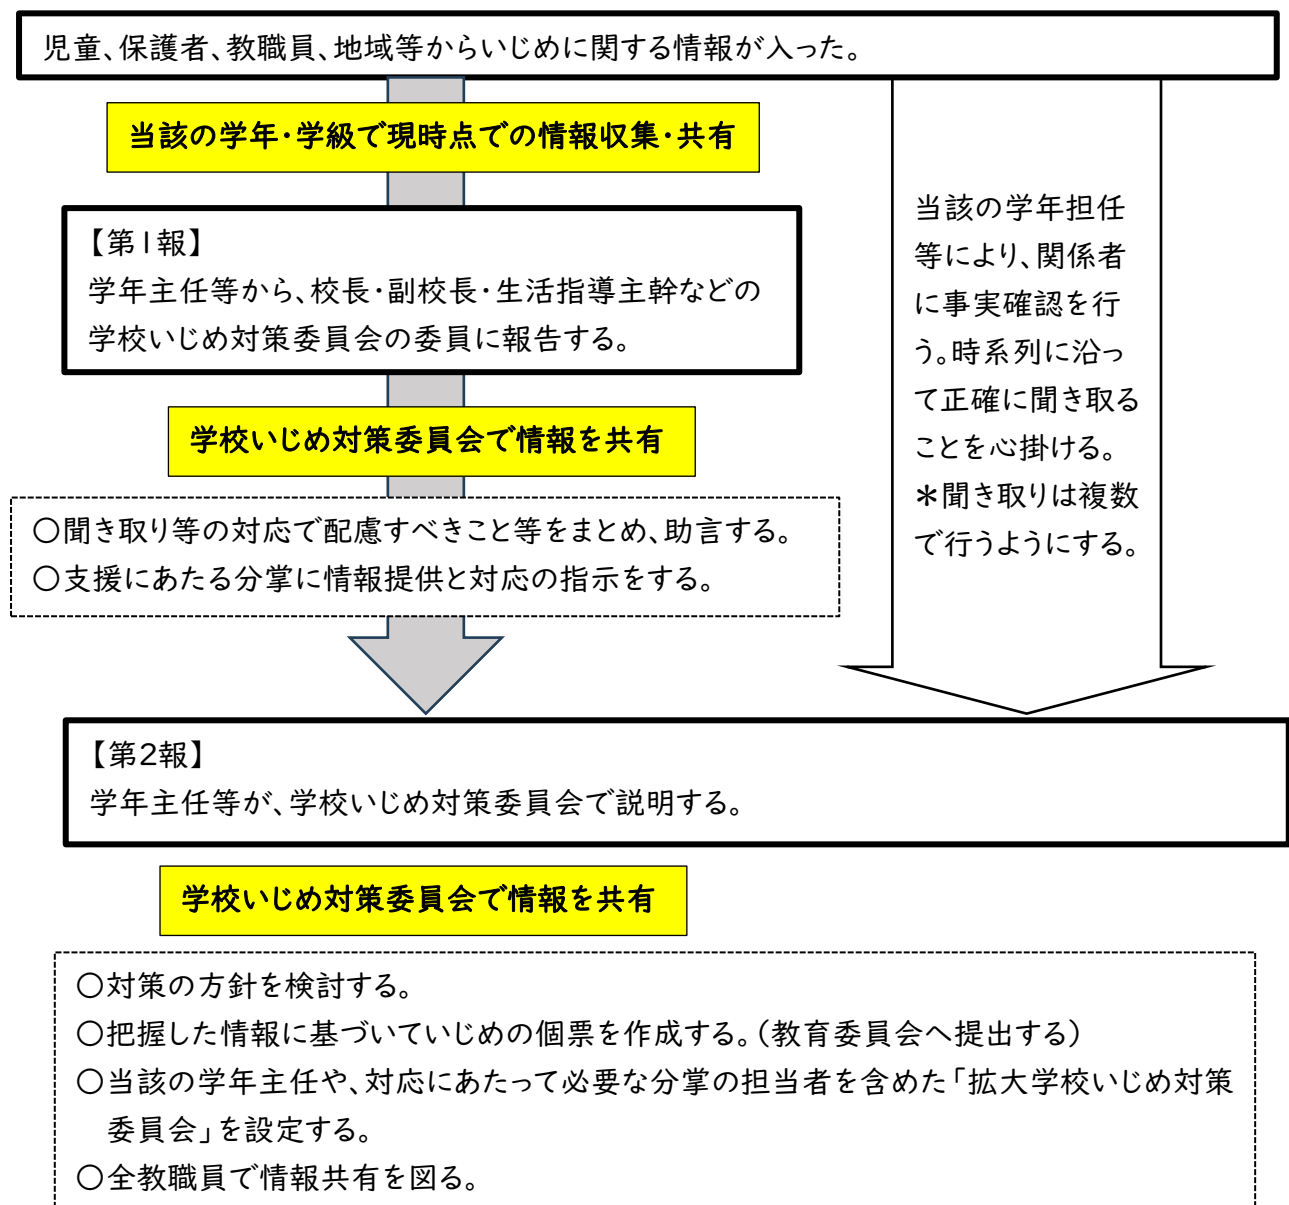 児童、保護者、教職員、地域等からいじめに関する情報が入った。
当該の学年・学級で現時点での情報収集・共有
【第1報】
学年主任等から、校長・副校長・生活指導主幹などの
学校いじめ対策委員会の委員に報告する。
学校いじめ対策委員会で情報を共有
○聞き取り等の対応で配慮すべきこと等をまとめ、助言する。
○支援にあたる分掌に情報提供と対応の指示をする。
当該の学年担任
等により、関係者
に事実確認を行
う。時系列に沿っ
て正確に聞き取る
ことを心掛ける。
＊聞き取りは複数
で行うようにする。
【第2報】
学年主任等が、学校いじめ対策委員会で説明する。
学校いじめ対策委員会で情報を共有
○対策の方針を検討する。
○把握した情報に基づいていじめの個票を作成する。（教育委員会へ提出する）
○当該の学年主任や、対応にあたって必要な分掌の担当者を含めた「拡大学校いじめ対策
委員会」を設定する。
○全教職員で情報共有を図る。